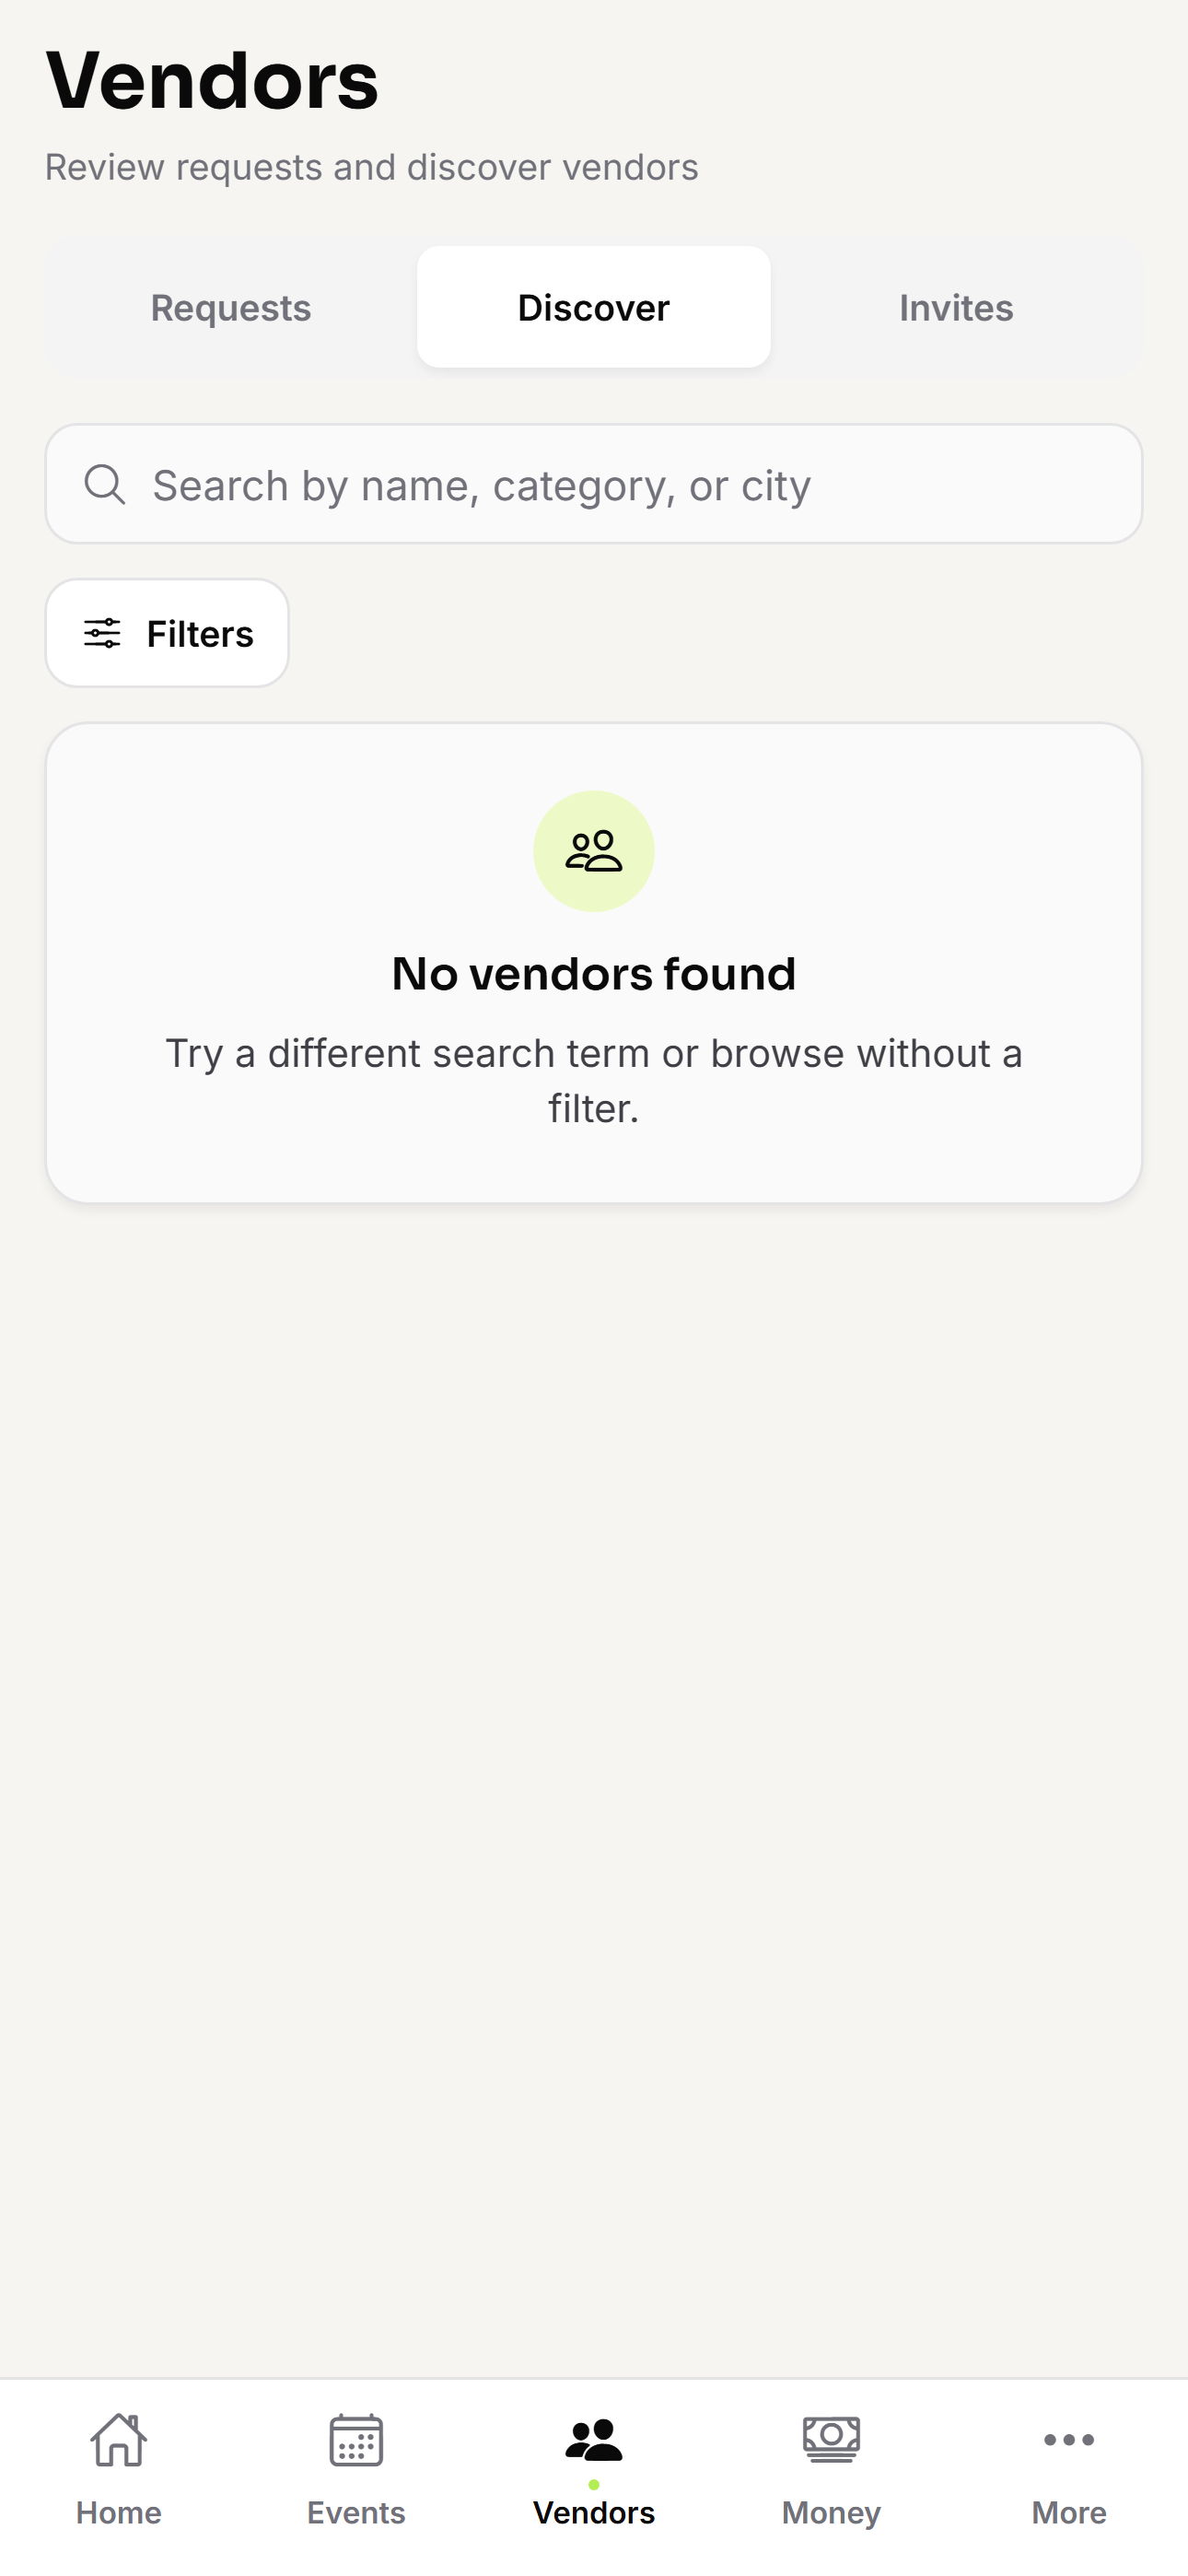 Vendors
Review requests and discover vendors
Requests
Discover
Invites
Search by name, category, or city
Filters
No vendors found
Try a different search term or browse without a
filter.
Home
Events
Vendors
Money
More